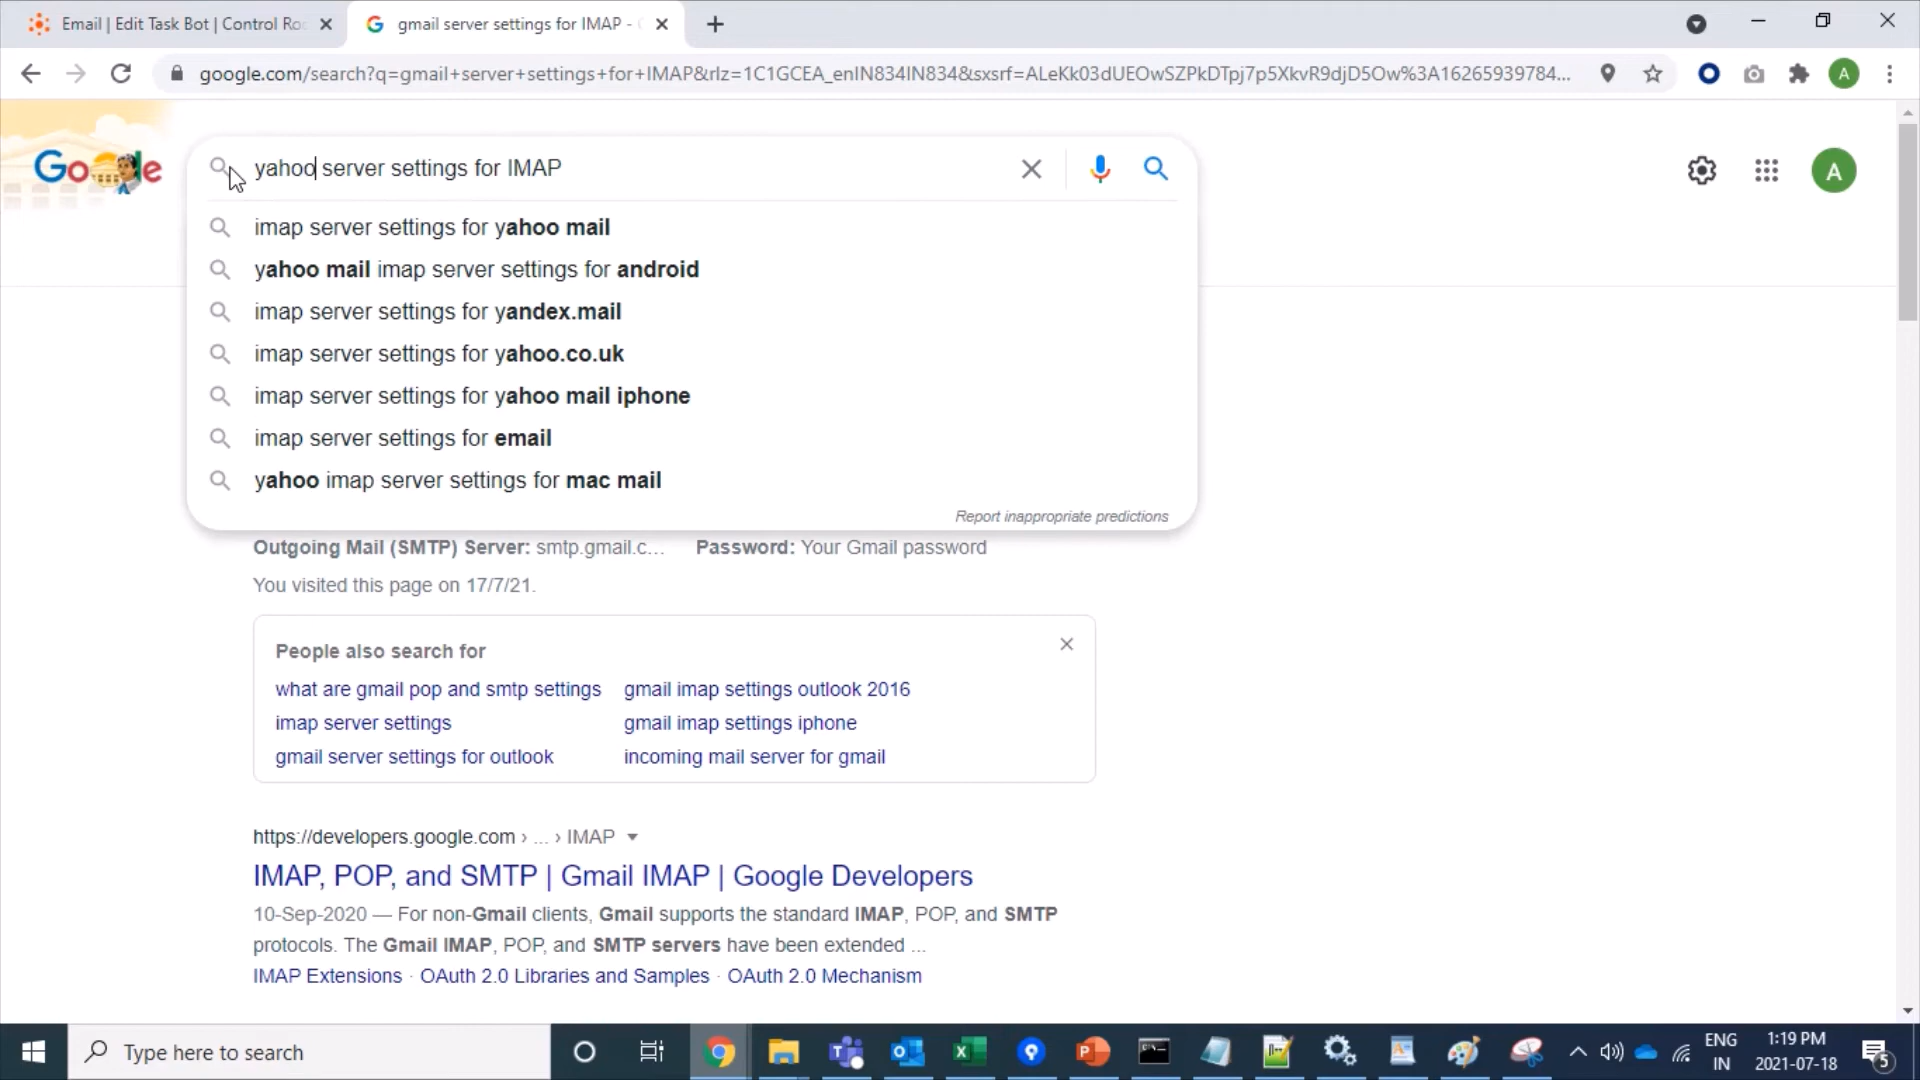 Email | Edit Task Bot | Control Ro
gmail server settings for IMAP -
google.com/search?q=gmail+server+settings+for+IMAP&rlz=1C1GCEA_enIN834IN834&sxsrf=ALeKk03dUEOwSZPkDTpj7p5XkvR9djD5Ow%3A16265939784...
A
Google
yahoo server settings for IMAP
A
imap server settings for yahoo mail
yahoo mail imap server settings for android
imap server settings for yandex.mail
imap server settings for yahoo.co.uk
imap server settings for yahoo mail iphone
imap server settings for email
yahoo imap server settings for mac mail
Report inappropriate predictions
Outgoing Mail (SMTP) Server: smtp.gmail.c... Password: Your Gmail password
You visited this page on 17/7/21.
People also search for
what are gmail pop and smtp settings gmail imap settings outlook 2016
imap server settings gmail imap settings iphone
gmail server settings for outlook incoming mail server for gmail
https://developers.google.com › ... › IMAP
IMAP, POP, and SMTP | Gmail IMAP | Google Developers
10-Sep-2020 — For non-Gmail clients, Gmail supports the standard IMAP, POP, and SMTP
protocols. The Gmail IMAP, POP, and SMTP servers have been extended ...
IMAP Extensions · OAuth 2.0 Libraries and Samples · OAuth 2.0 Mechanism
Type here to search
ENG
IN
1:19 PM
2021-07-18
5